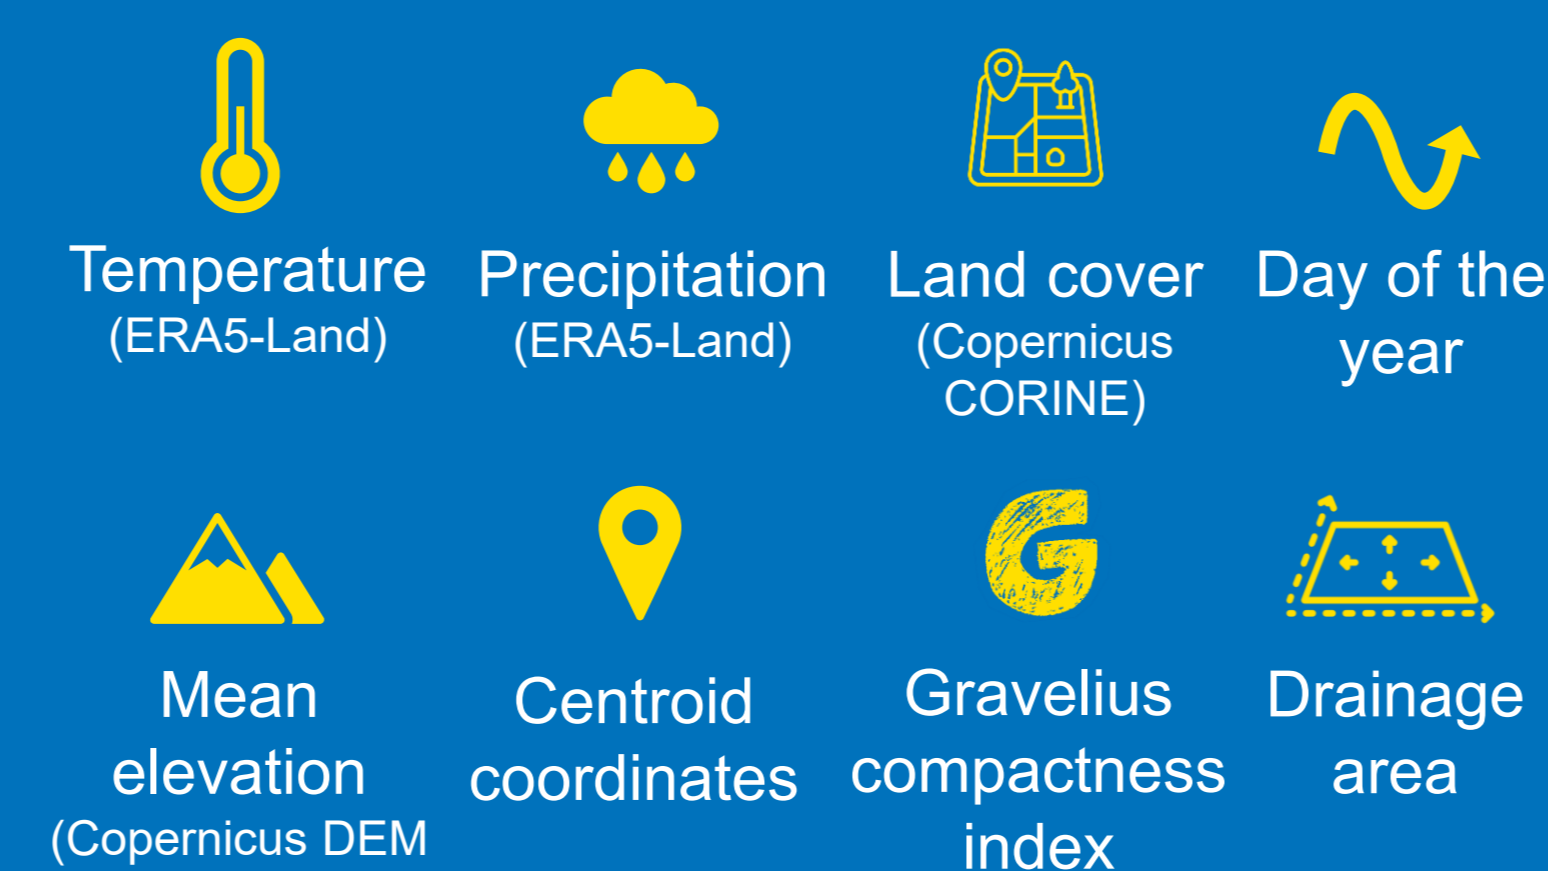 Temperature
(ERA5-Land)
Precipitation
(ERA5-Land)
Land cover
(Copernicus
CORINE)
Day of the
year
Mean
elevation
(Copernicus DEM
Centroid
coordinates
Gravelius
compactness
index
Drainage
area